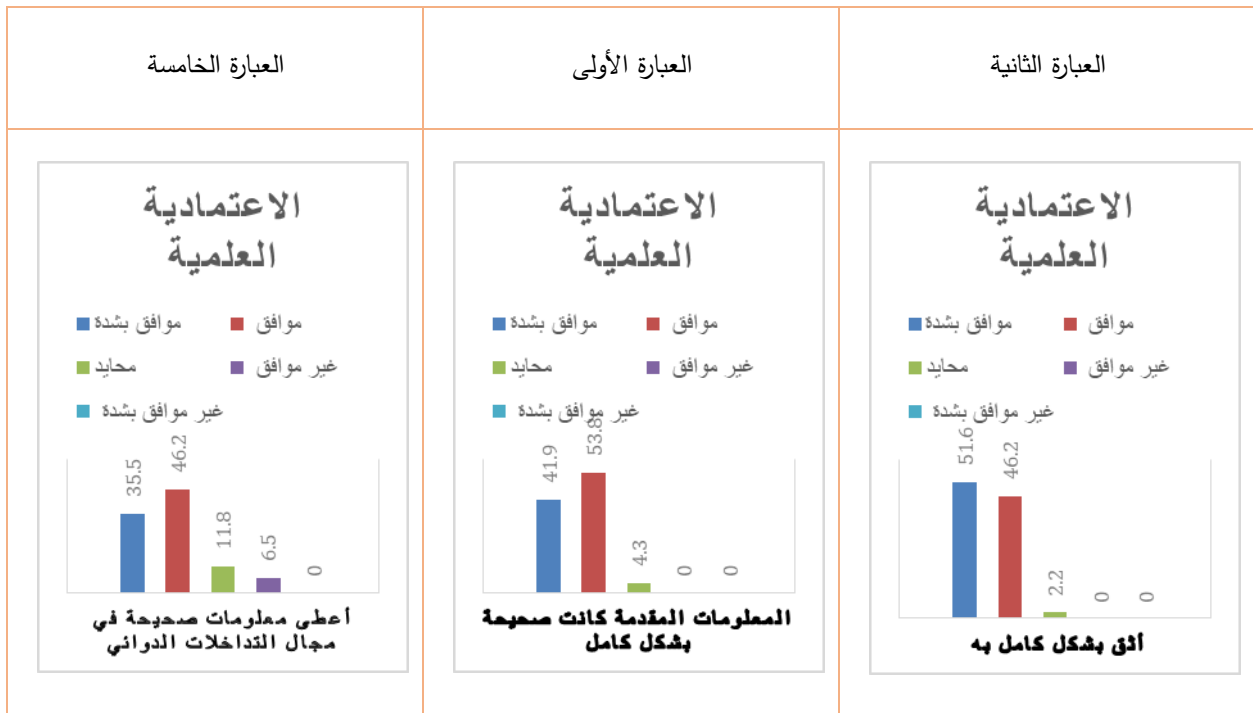 العبارة الثانية
العبارة الأولى
العبارة الخامسة
الاعتمادية
العلمية
موافق بشدة
موافق
محايد
غير موافق
غير موافق بشدة
51.6
46.2
2.2
0
0
أثق بشكل كامل به
الاعتمادية
العلمية
موافق بشدة
موافق
محايد
غير موافق
غير موافق بشدة
41.9
53.8
4.3
0
0
المعلومات المقدمة كانت صحيحة
بشكل كامل
الاعتمادية
العلمية
موافق بشدة
موافق
محايد
غير موافق
غير موافق بشدة
35.5
46.2
11.8
6.5
0
أعطى معلومات صحيحة في
مجال التداخلات الدوائي